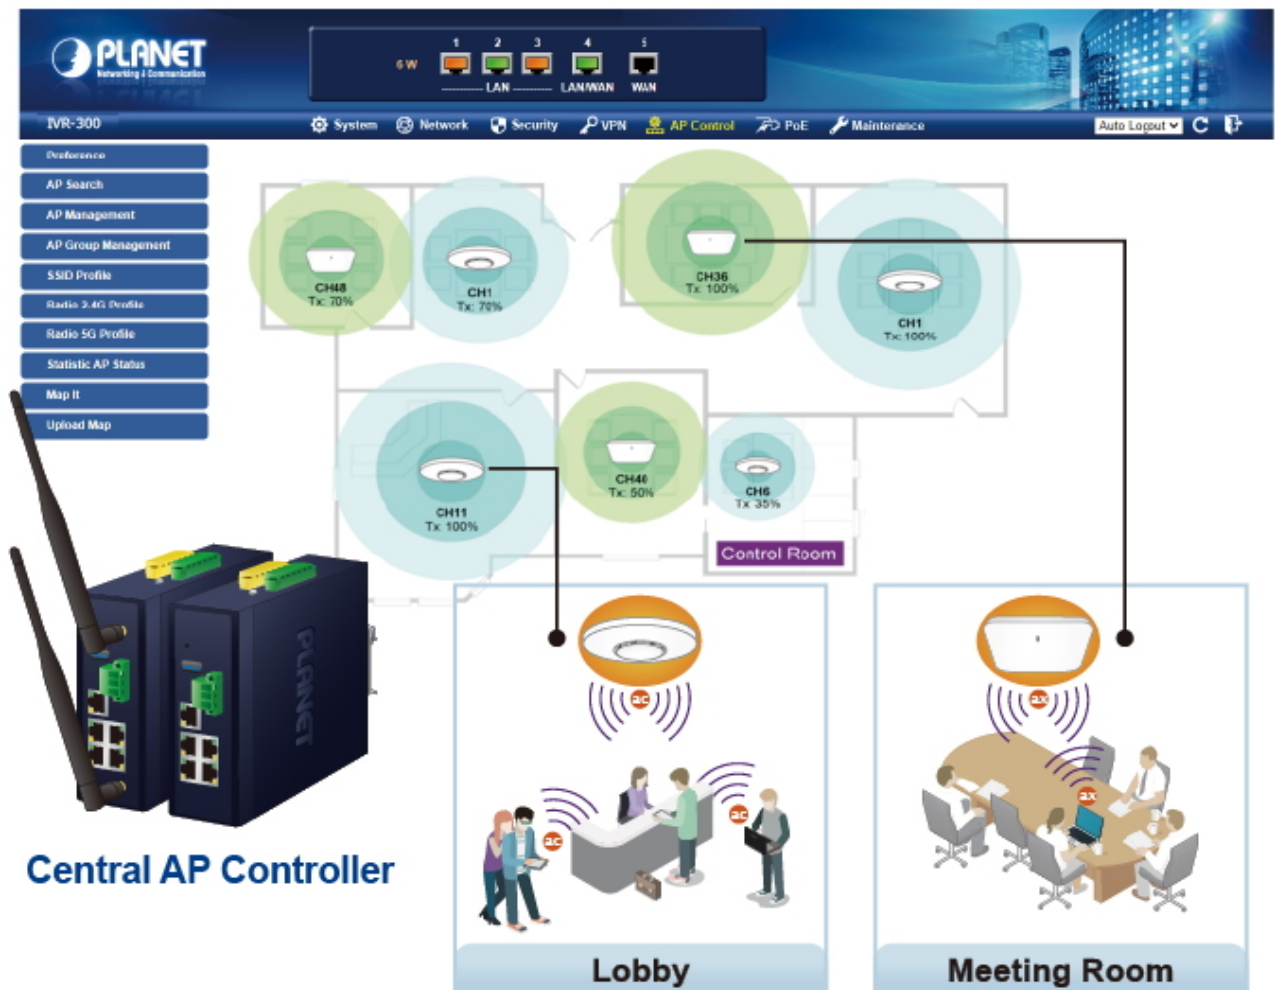 PLANET
Networking & Communication
1 2 3 4 5
6 W
LAN LAN/WAN WAN
IVR-300
System Network Security VPN AP Control PoE Maintenance
Auto Logout
Preference
AP Search
AP Management
AP Group Management
SSID Profile
Radio 2.4G Profile
Radio 5G Profile
Statistic AP Status
Map It
Upload Map
CH48
Tx: 70%
CH1
Tx: 70%
CH36
Tx: 100%
CH1
Tx: 100%
CH11
Tx: 100%
CH40
Tx: 50%
CH6
Tx: 35%
Control Room
PLANET
Central AP Controller
ac
ac
ac
Lobby
ax
ax
Meeting Room